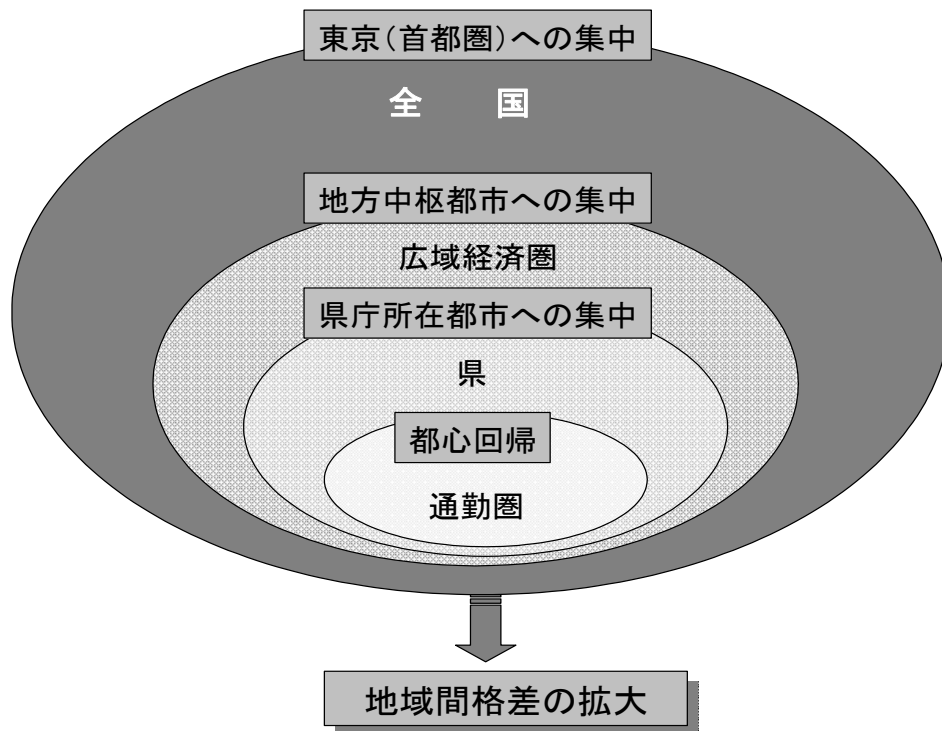 東京（首都圏）への集中
全　国
地方中枢都市への集中
広域経済圏
県庁所在都市への集中
県
都心回帰
通勤圏
地域間格差の拡大